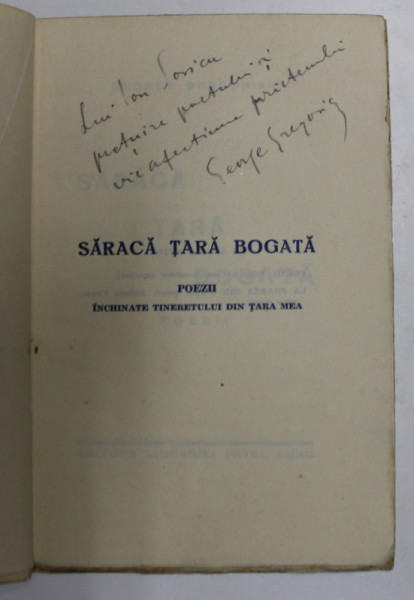 Lui Ion Soricu
prețuire poetului și
vie afecțiune prietenului
George Gregorian
SĂRACĂ ȚARĂ BOGATĂ
POEZII
ÎNCHINATE TINERETULUI DIN ȚARA MEA